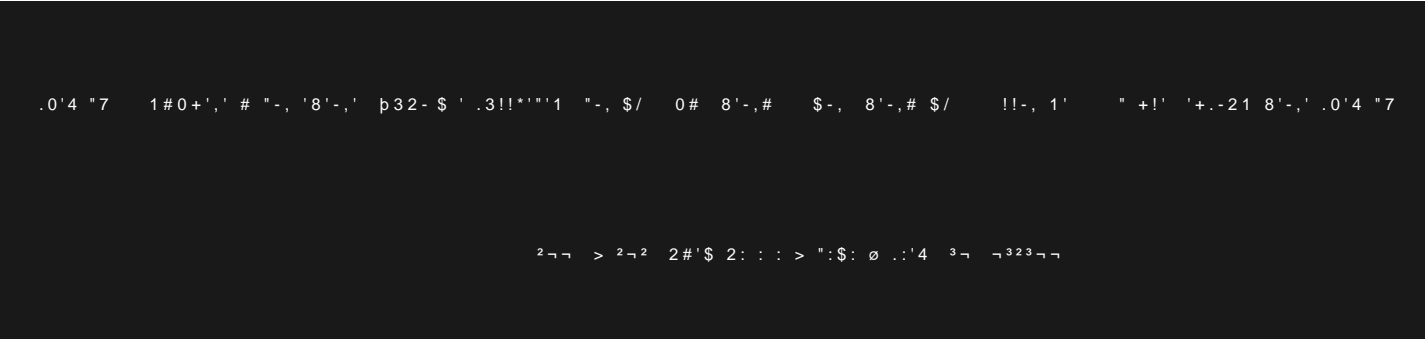 .0'4 "7 1#0+',' # "-, '8'-,' þ32- $ ' .3!!*'"'1 "-, $/ 0# 8'-,# $-, 8'-,# $/ !!-, 1' " +!' '+.-21 8'-,' .0'4 "7
²¬¬ > ²¬² 2#'$ 2: : : > ":$: ø .:'4 ³¬ ¬³²³¬¬